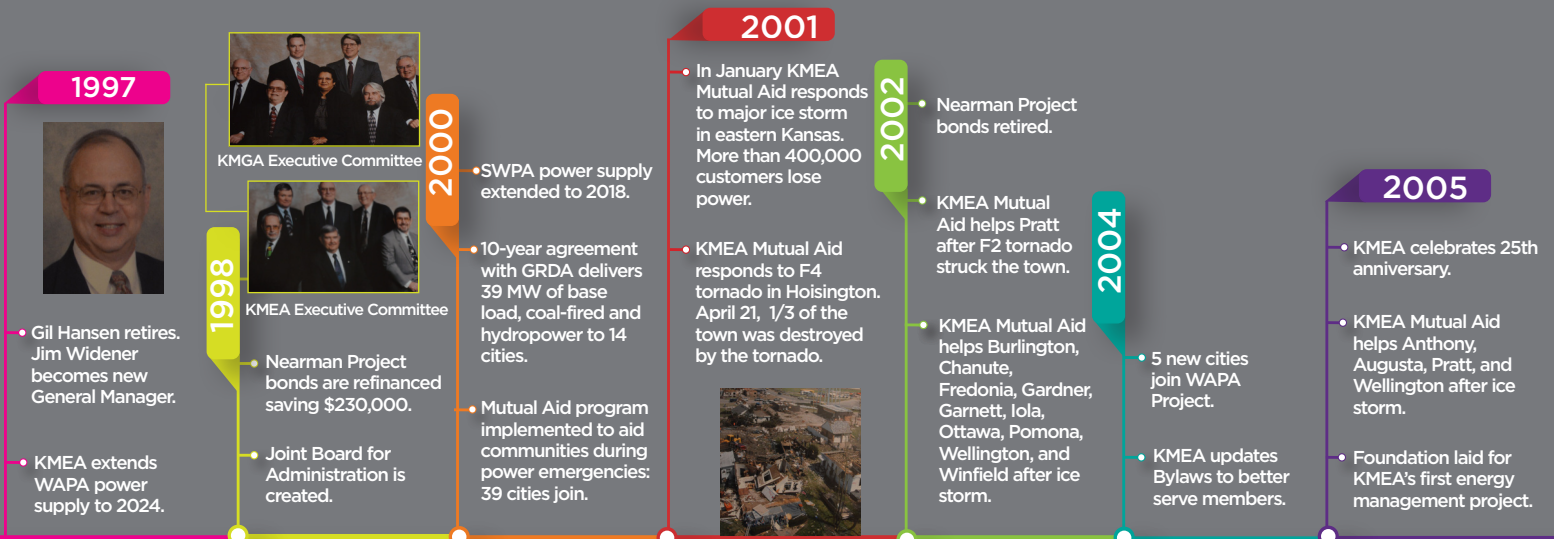 1997
Gil Hansen retires.
Jim Widener
becomes new
General Manager.
KMEA extends
WAPA power
supply to 2024.
KMGA Executive Committee
KMEA Executive Committee
1998
Nearman Project
bonds are refinanced
saving $230,000.
Joint Board for
Administration is
created.
2000
SWPA power supply
extended to 2018.
10-year agreement
with GRDA delivers
39 MW of base
load, coal-fired and
hydropower to 14
cities.
Mutual Aid program
implemented to aid
communities during
power emergencies:
39 cities join.
2001
In January KMEA
Mutual Aid responds
to major ice storm
in eastern Kansas.
More than 400,000
customers lose
power.
KMEA Mutual Aid
responds to F4
tornado in Hoisington.
April 21, 1/3 of the
town was destroyed
by the tornado.
2002
Nearman Project
bonds retired.
KMEA Mutual
Aid helps Pratt
after F2 tornado
struck the town.
KMEA Mutual Aid
helps Burlington,
Chanute,
Fredonia, Gardner,
Garnett, Iola,
Ottawa, Pomona,
Wellington, and
Winfield after ice
storm.
2004
5 new cities
join WAPA
Project.
KMEA updates
Bylaws to better
serve members.
2005
KMEA celebrates 25th
anniversary.
KMEA Mutual Aid
helps Anthony,
Augusta, Pratt, and
Wellington after ice
storm.
Foundation laid for
KMEA's first energy
management project.